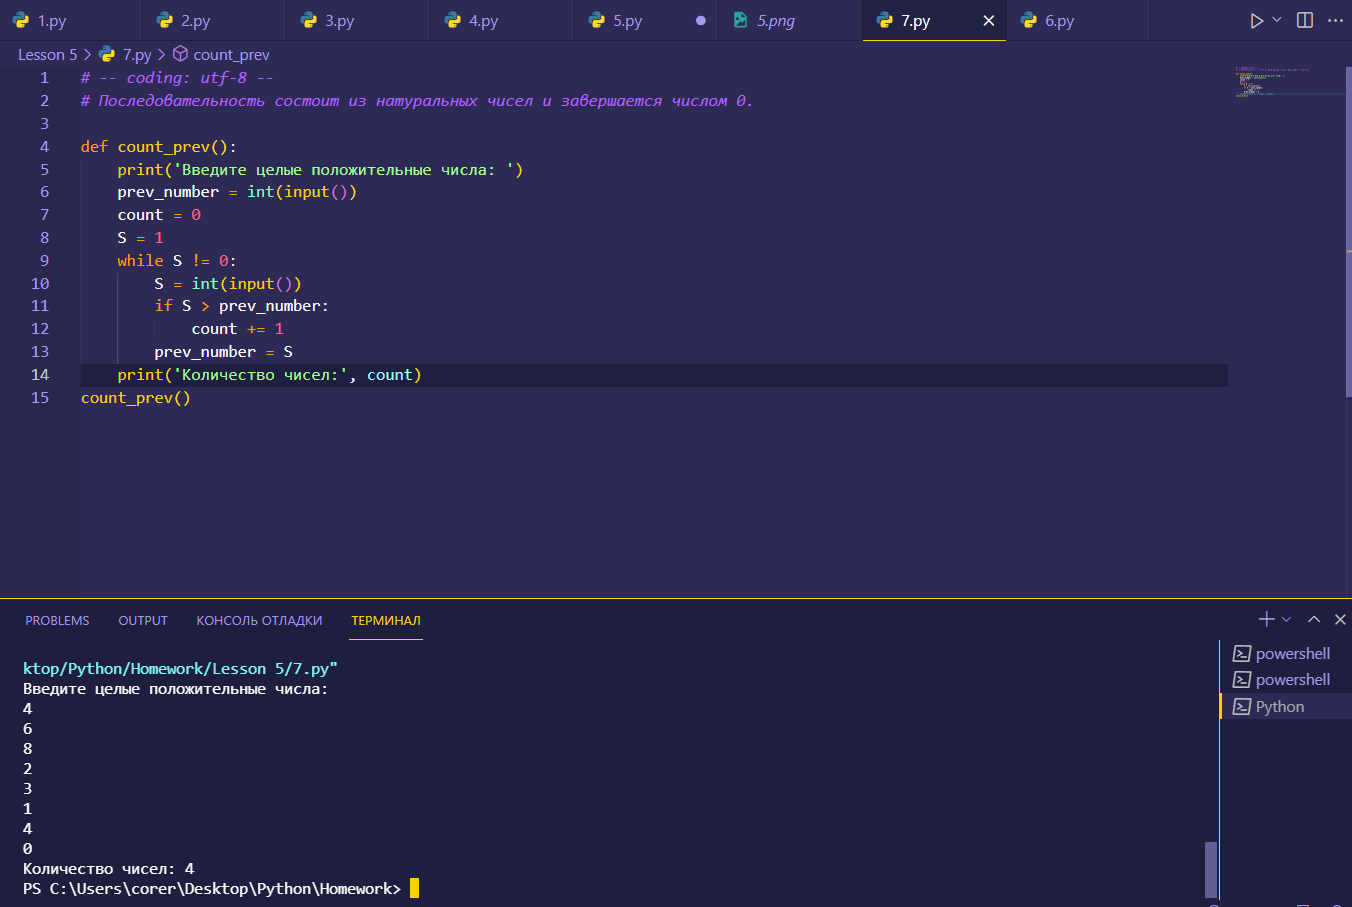 1.py 2.py 3.py 4.py 5.py 5.png 7.py 6.py
Lesson 5 > 7.py > count_prev
1 # -- coding: utf-8 --
2 # Последовательность состоит из натуральных чисел и завершается числом 0.
3
4 def count_prev():
5 print('Введите целые положительные числа: ')
6 prev_number = int(input())
7 count = 0
8 S = 1
9 while S != 0:
10 S = int(input())
11 if S > prev_number:
12 count += 1
13 prev_number = S
14 print('Количество чисел:', count)
15 count_prev()
PROBLEMS OUTPUT КОНСОЛЬ ОТЛАДКИ ТЕРМИНАЛ
ktop/Python/Homework/Lesson 5/7.py"
Введите целые положительные числа:
4
6
8
2
3
1
4
0
Количество чисел: 4
PS C:\Users\corer\Desktop\Python\Homework>
powershell
powershell
Python